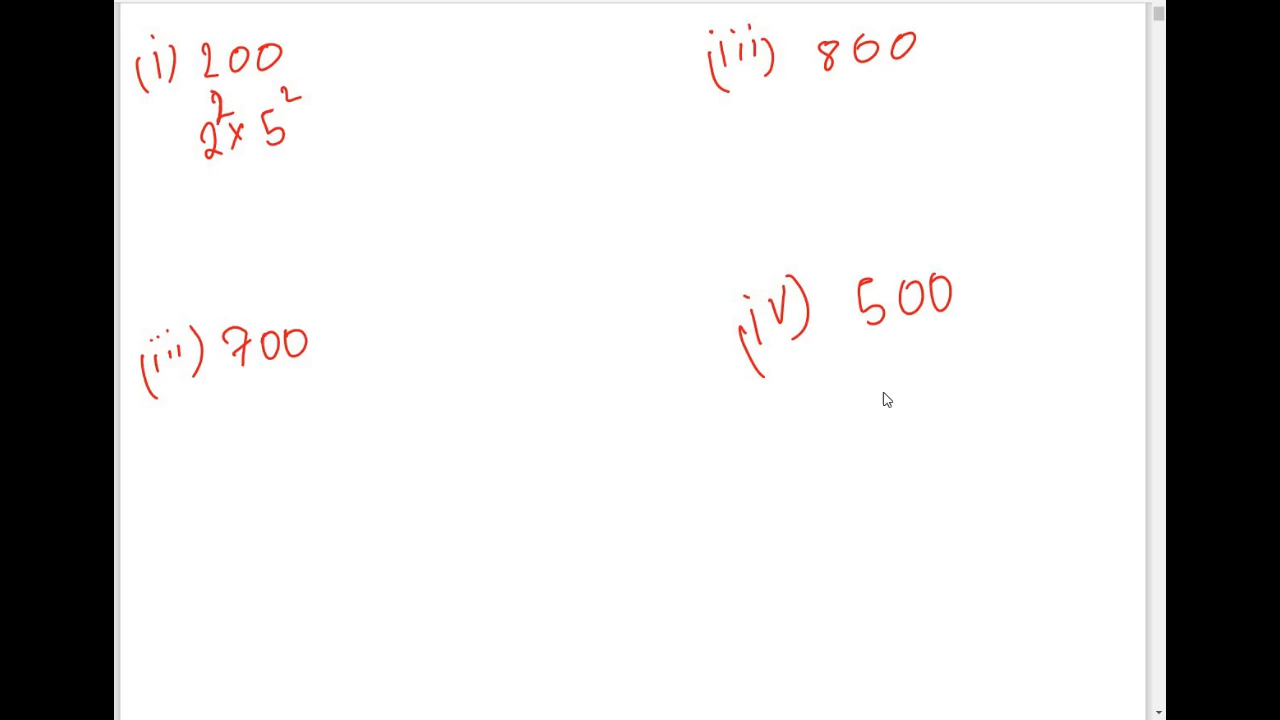 (i) 200
2² × 5²
(iii) 800
(iii) 700
(iv) 500